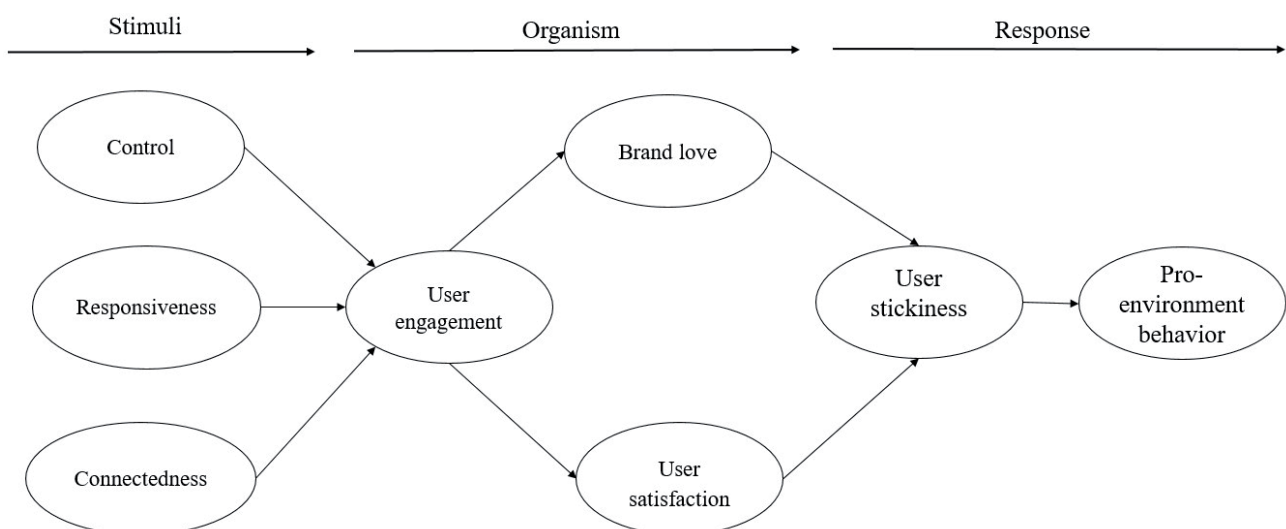 Stimuli
Organism
Response
Control
Brand love
Responsiveness
User
engagement
User
stickiness
Pro-
environment
behavior
Connectedness
User
satisfaction